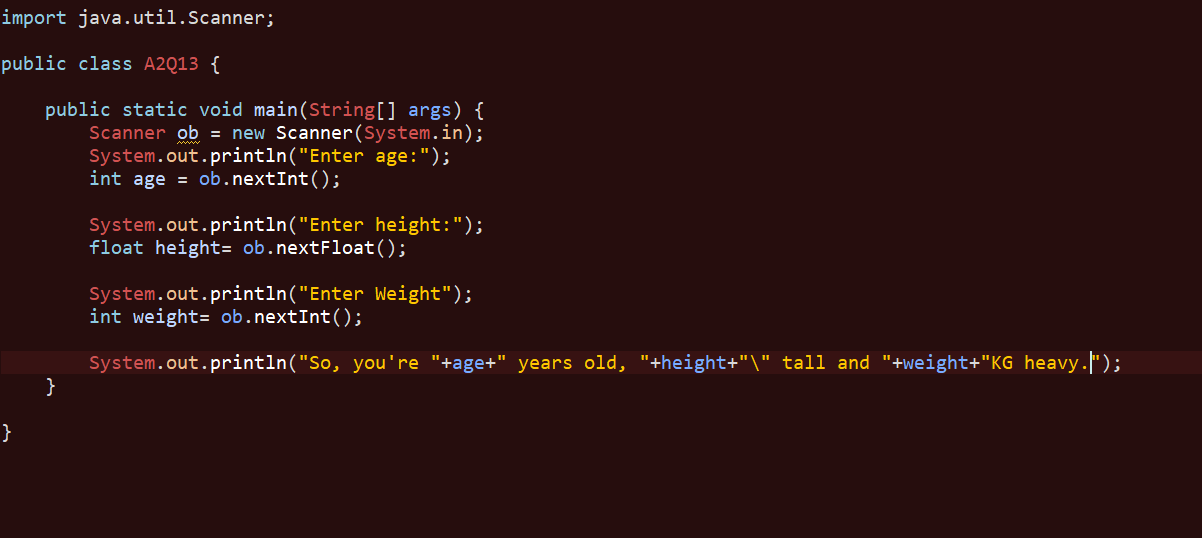 import java.util.Scanner;
public class A2Q13 {
public static void main(String[] args) {
Scanner ob = new Scanner(System.in);
System.out.println("Enter age:");
int age = ob.nextInt();
System.out.println("Enter height:");
float height= ob.nextFloat();
System.out.println("Enter Weight");
int weight= ob.nextInt();
System.out.println("So, you're "+age+" years old, "+height+"\" tall and "+weight+"KG heavy.");
}
}